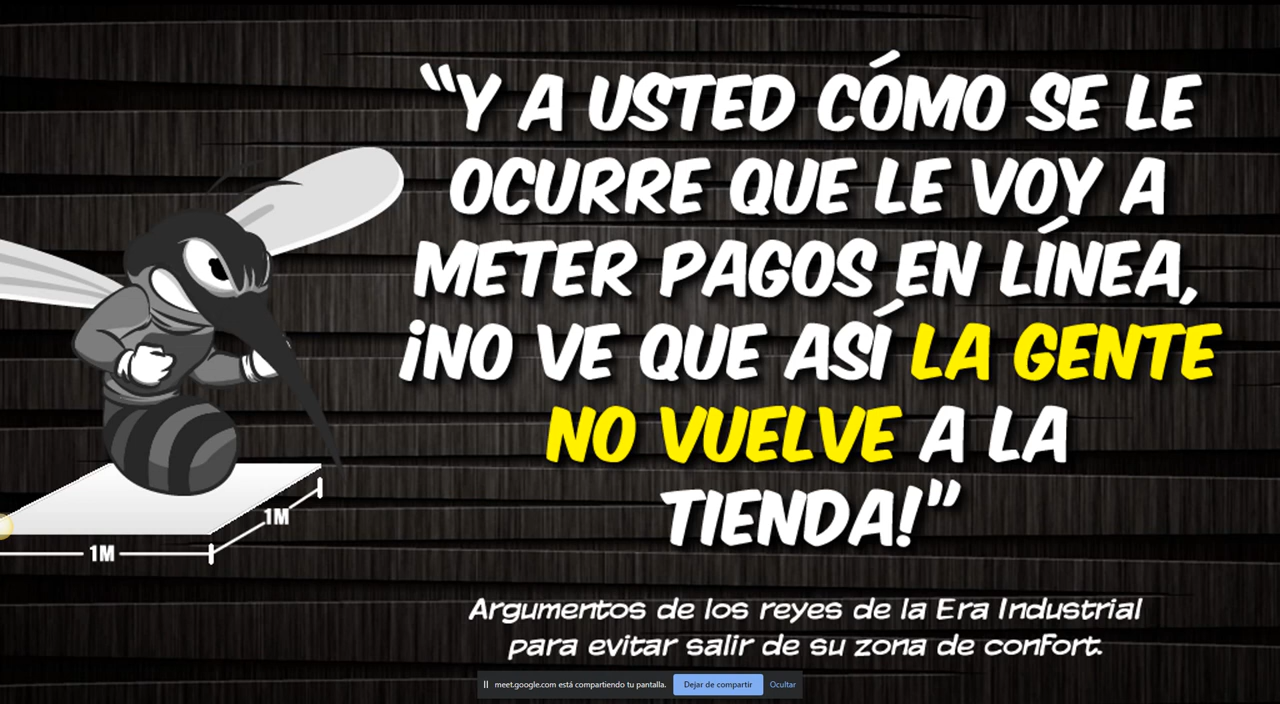 “Y A USTED CÓMO SE LE
OCURRE QUE LE VOY A
METER PAGOS EN LÍNEA,
¡NO VE QUE ASÍ LA GENTE
NO VUELVE A LA
TIENDA!”
1M
1M
Argumentos de los reyes de la Era Industrial
para evitar salir de su zona de confort.
meet.google.com está compartiendo tu pantalla.
Dejar de compartir
Ocultar